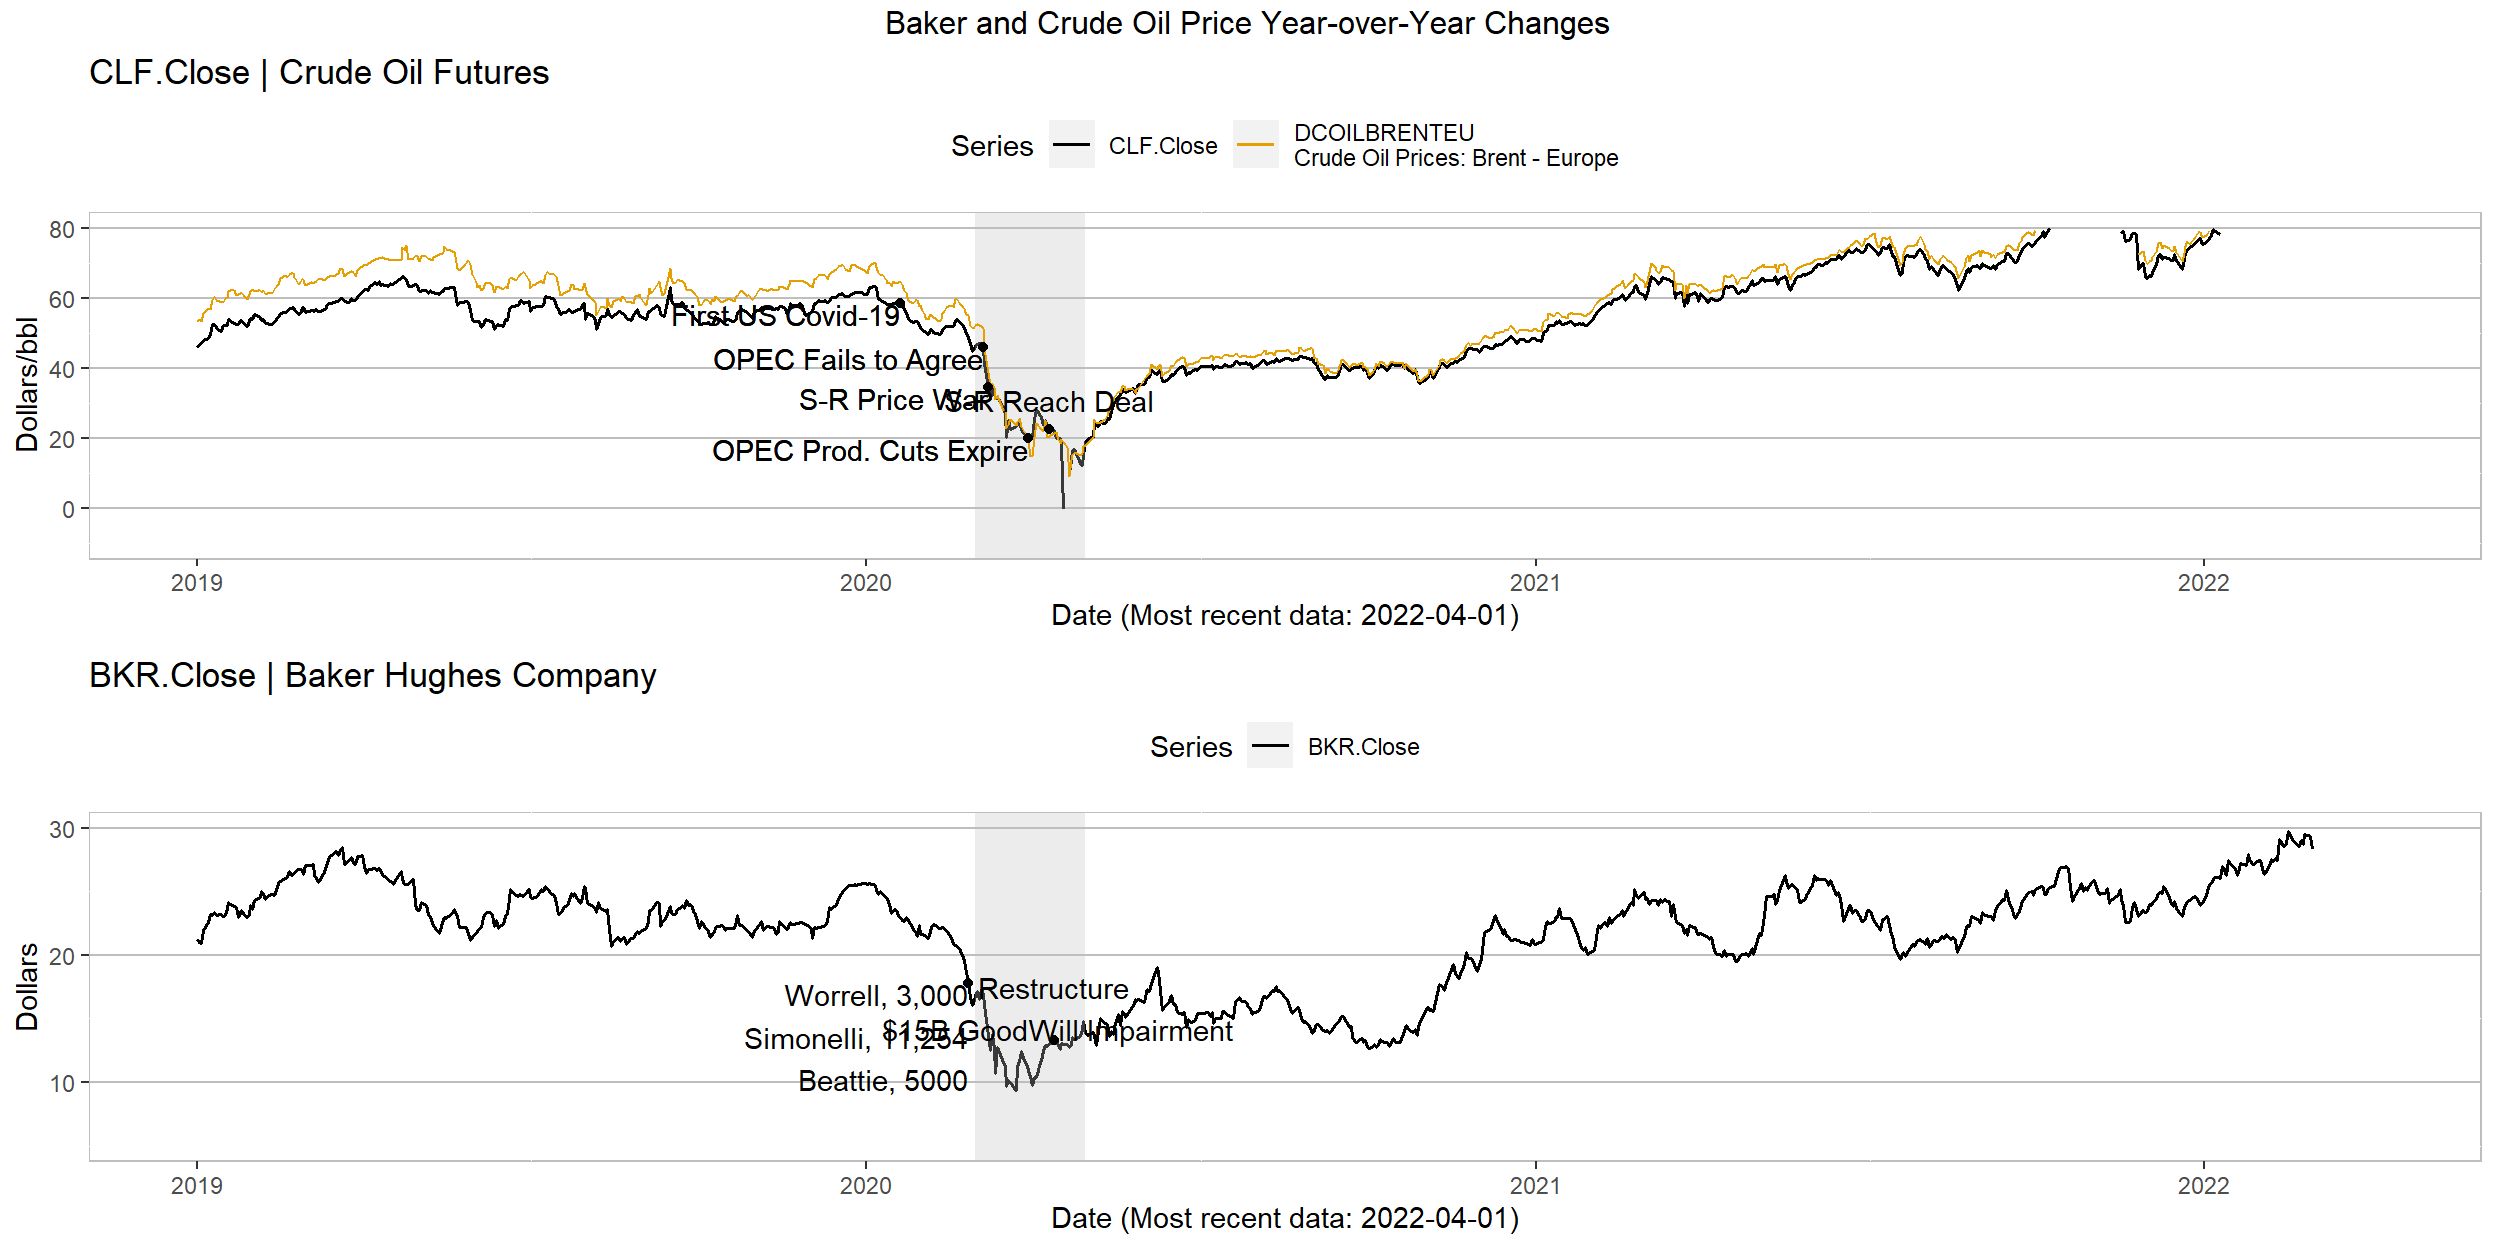 Baker and Crude Oil Price Year-over-Year Changes
CLF.Close | Crude Oil Futures
Series
CLF.Close
DCOILBRENTEU
Crude Oil Prices: Brent - Europe
Dollars/bbl
80
60
40
20
0
First US Covid-19
OPEC Fails to Agree
S-R Price War
S-R Reach Deal
OPEC Prod. Cuts Expire
2019
2020
2021
2022
Date (Most recent data: 2022-04-01)
BKR.Close | Baker Hughes Company
Series
BKR.Close
Dollars
30
20
10
Worrell, 3,000
Restructure
Simonelli, 11,254
$15B GoodWill Impairment
Beattie, 5000
2019
2020
2021
2022
Date (Most recent data: 2022-04-01)